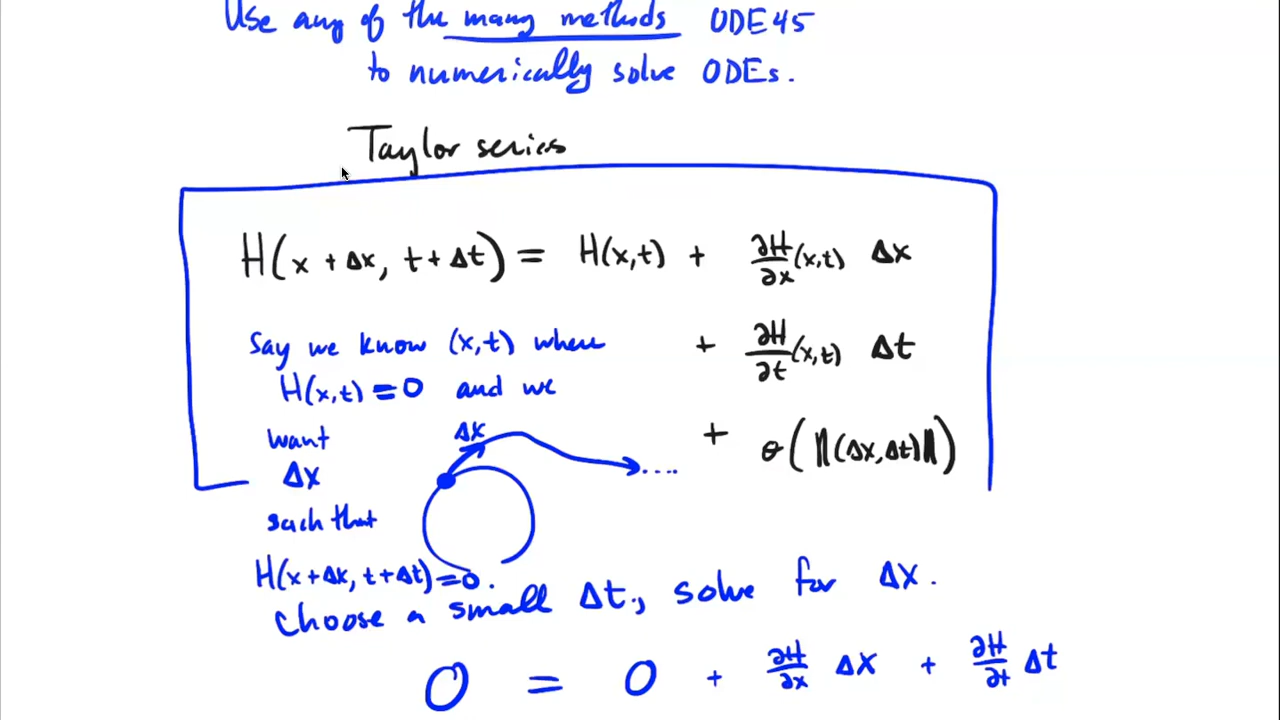 Use any of the many methods ODE45
to numerically solve ODEs.
Taylor series
H(x + Δx, t + Δt) = H(x,t) + ∂H/∂x (x,t) Δx
+ ∂H/∂t (x,t) Δt
+ σ(‖(Δx,Δt)‖)
Say we know (x,t) where
H(x,t) = 0 and we
want
Δx
such that
H(x+Δx, t+Δt)=0.
Δx
....
Choose a small Δt, solve for Δx.
0 = 0 + ∂H/∂x Δx + ∂H/∂t Δt